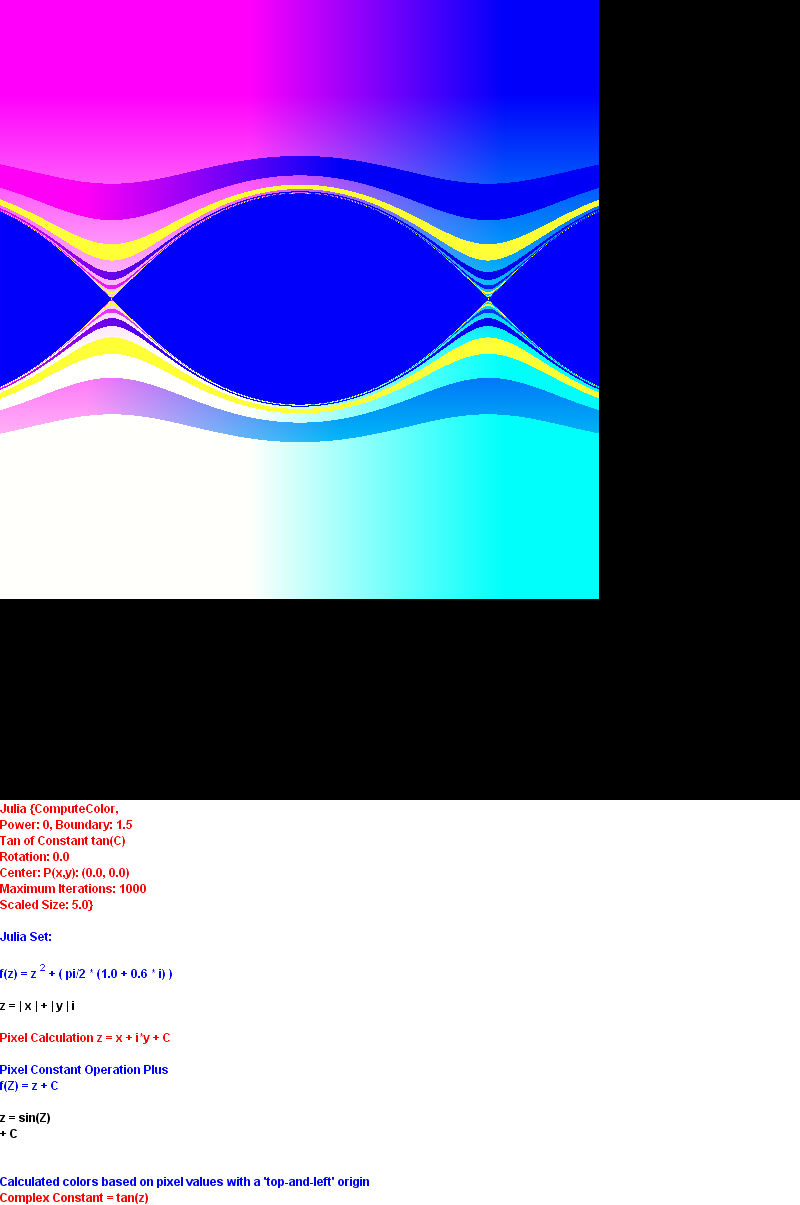 Julia {ComputeColor,
Power: 0, Boundary: 1.5
Tan of Constant tan(C)
Rotation: 0.0
Center: P(x,y): (0.0, 0.0)
Maximum Iterations: 1000
Scaled Size: 5.0}
Julia Set:
f(z) = z 2 + ( pi/2 * (1.0 + 0.6 * i) )
z = | x | + | y | i
Pixel Calculation z = x + i*y + C
Pixel Constant Operation Plus
f(Z) = z + C
z = sin(Z)
+ C
Calculated colors based on pixel values with a 'top-and-left' origin
Complex Constant = tan(z)